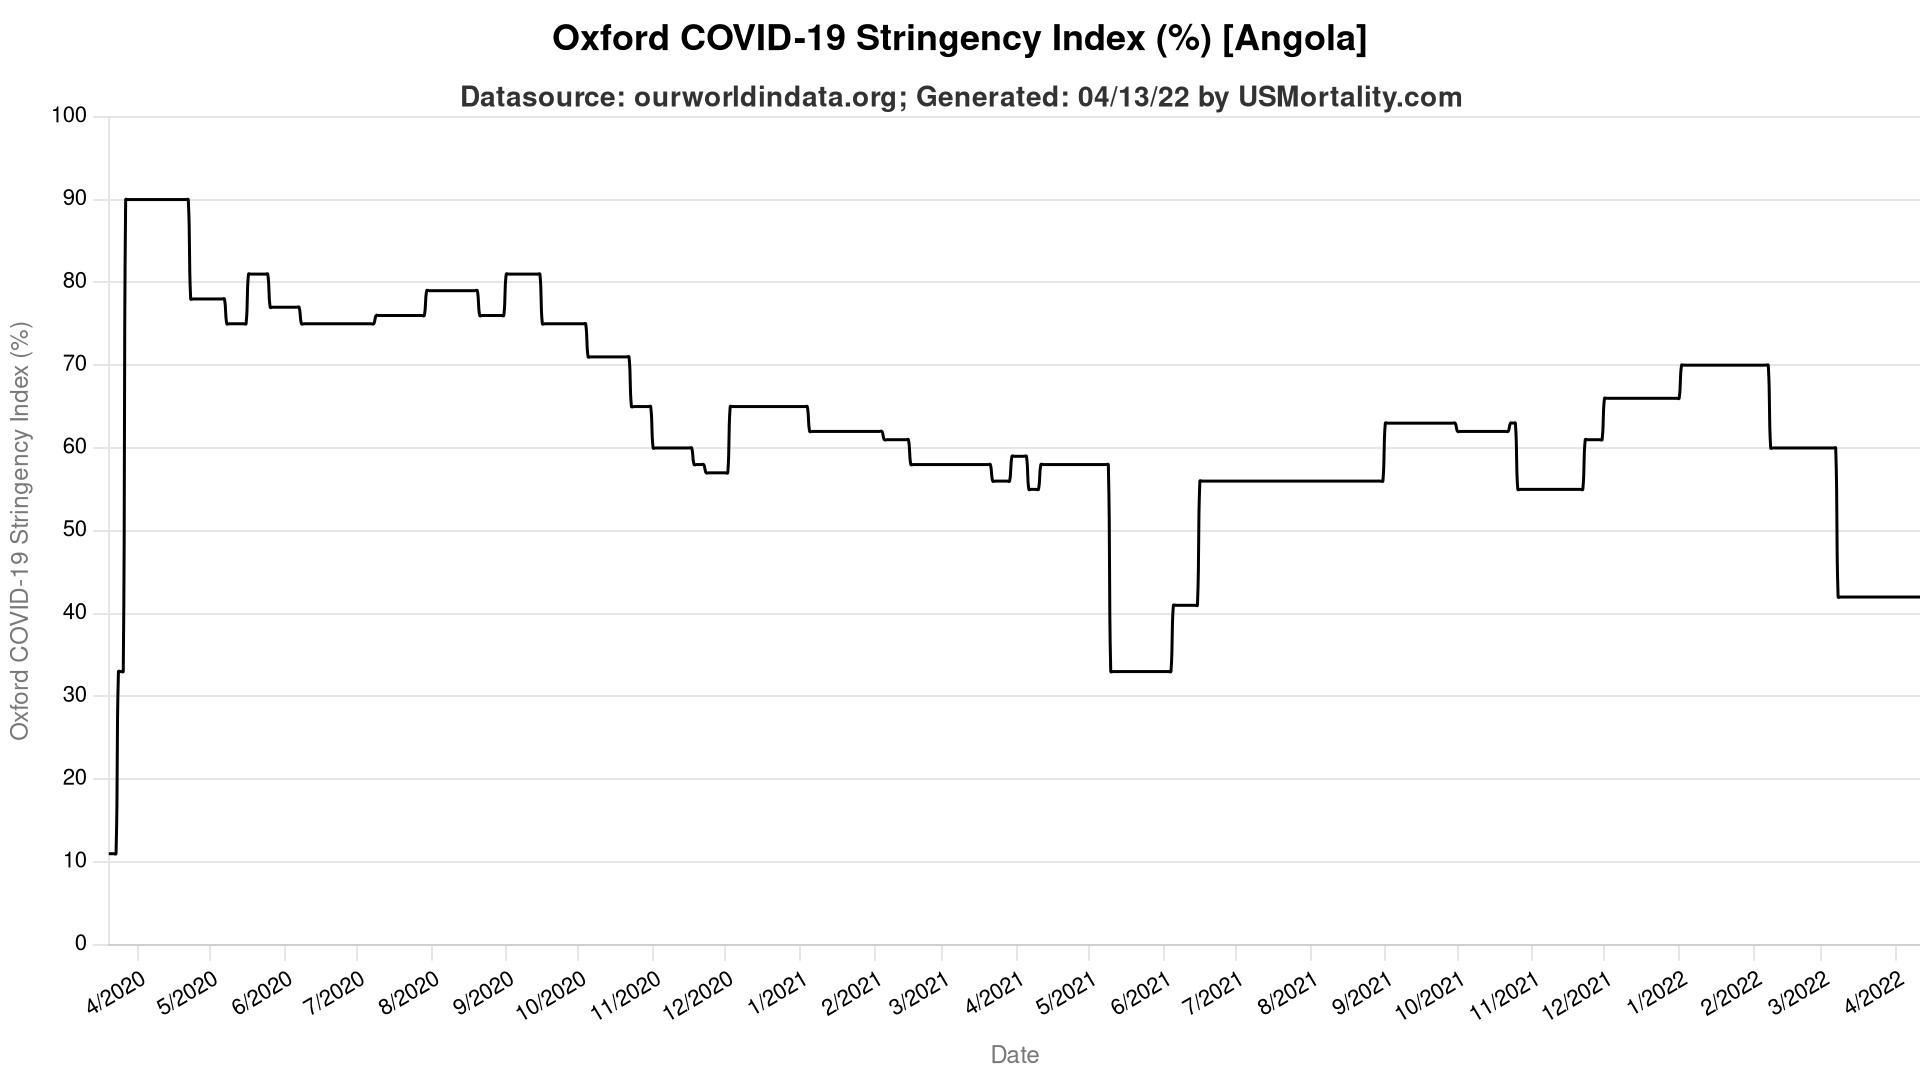 Oxford COVID-19 Stringency Index (%) [Angola]
Datasource: ourworldindata.org; Generated: 04/13/22 by USMortality.com
Oxford COVID-19 Stringency Index (%)
100
90
80
70
60
50
40
30
20
10
0
4/2020 5/2020 6/2020 7/2020 8/2020 9/2020 10/2020 11/2020 12/2020 1/2021 2/2021 3/2021 4/2021 5/2021 6/2021 7/2021 8/2021 9/2021 10/2021 11/2021 12/2021 1/2022 2/2022 3/2022 4/2022
Date